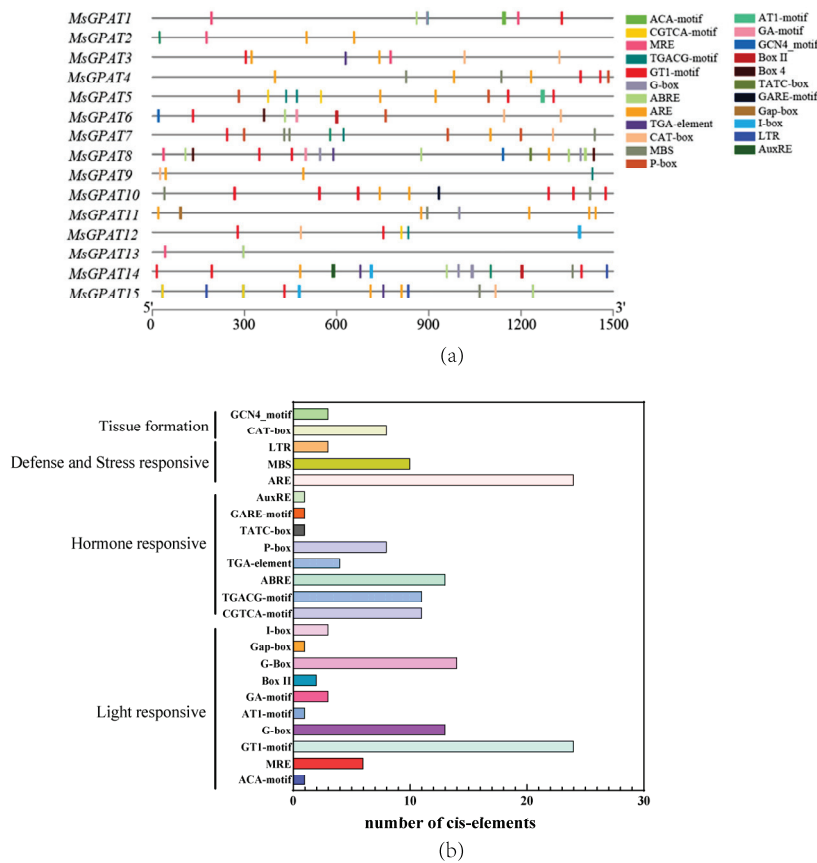 MsGPAT1
MsGPAT2
MsGPAT3
MsGPAT4
MsGPAT5
MsGPAT6
MsGPAT7
MsGPAT8
MsGPAT9
MsGPAT10
MsGPAT11
MsGPAT12
MsGPAT13
MsGPAT14
MsGPAT15
5' 3'
0 300 600 900 1200 1500
ACA-motif
CGTCA-motif
MRE
TGACG-motif
GT1-motif
G-box
ABRE
ARE
TGA-element
CAT-box
MBS
P-box
AT1-motif
GA-motif
GCN4_motif
Box II
Box 4
TATC-box
GARE-motif
Gap-box
I-box
LTR
AuxRE
(a)
Tissue formation
Defense and Stress responsive
Hormone responsive
Light responsive
GCN4_motif
CAT-box
LTR
MBS
ARE
AuxRE
GARE-motif
TATC-box
P-box
TGA-element
ABRE
TGACG-motif
CGTCA-motif
I-box
Gap-box
G-Box
Box II
GA-motif
AT1-motif
G-box
GT1-motif
MRE
ACA-motif
0 10 20 30
number of cis-elements
(b)